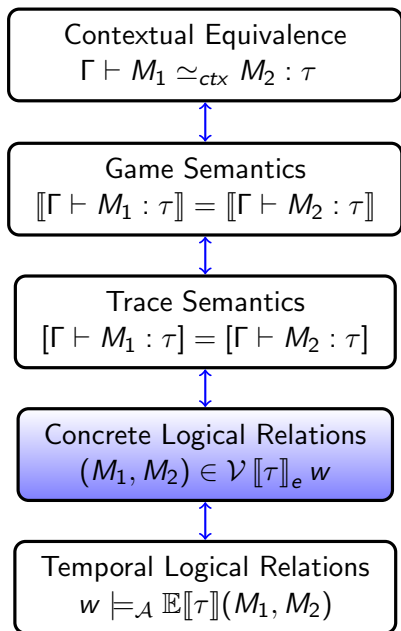 Contextual Equivalence
Γ ⊢ M₁ ≃ctx M₂ : τ
Game Semantics
⟦Γ ⊢ M₁ : τ⟧ = ⟦Γ ⊢ M₂ : τ⟧
Trace Semantics
[Γ ⊢ M₁ : τ] = [Γ ⊢ M₂ : τ]
Concrete Logical Relations
(M₁, M₂) ∈ 𝒱 ⟦τ⟧ₑ w
Temporal Logical Relations
w ⊨𝒜 𝔼⟦τ⟧(M₁, M₂)